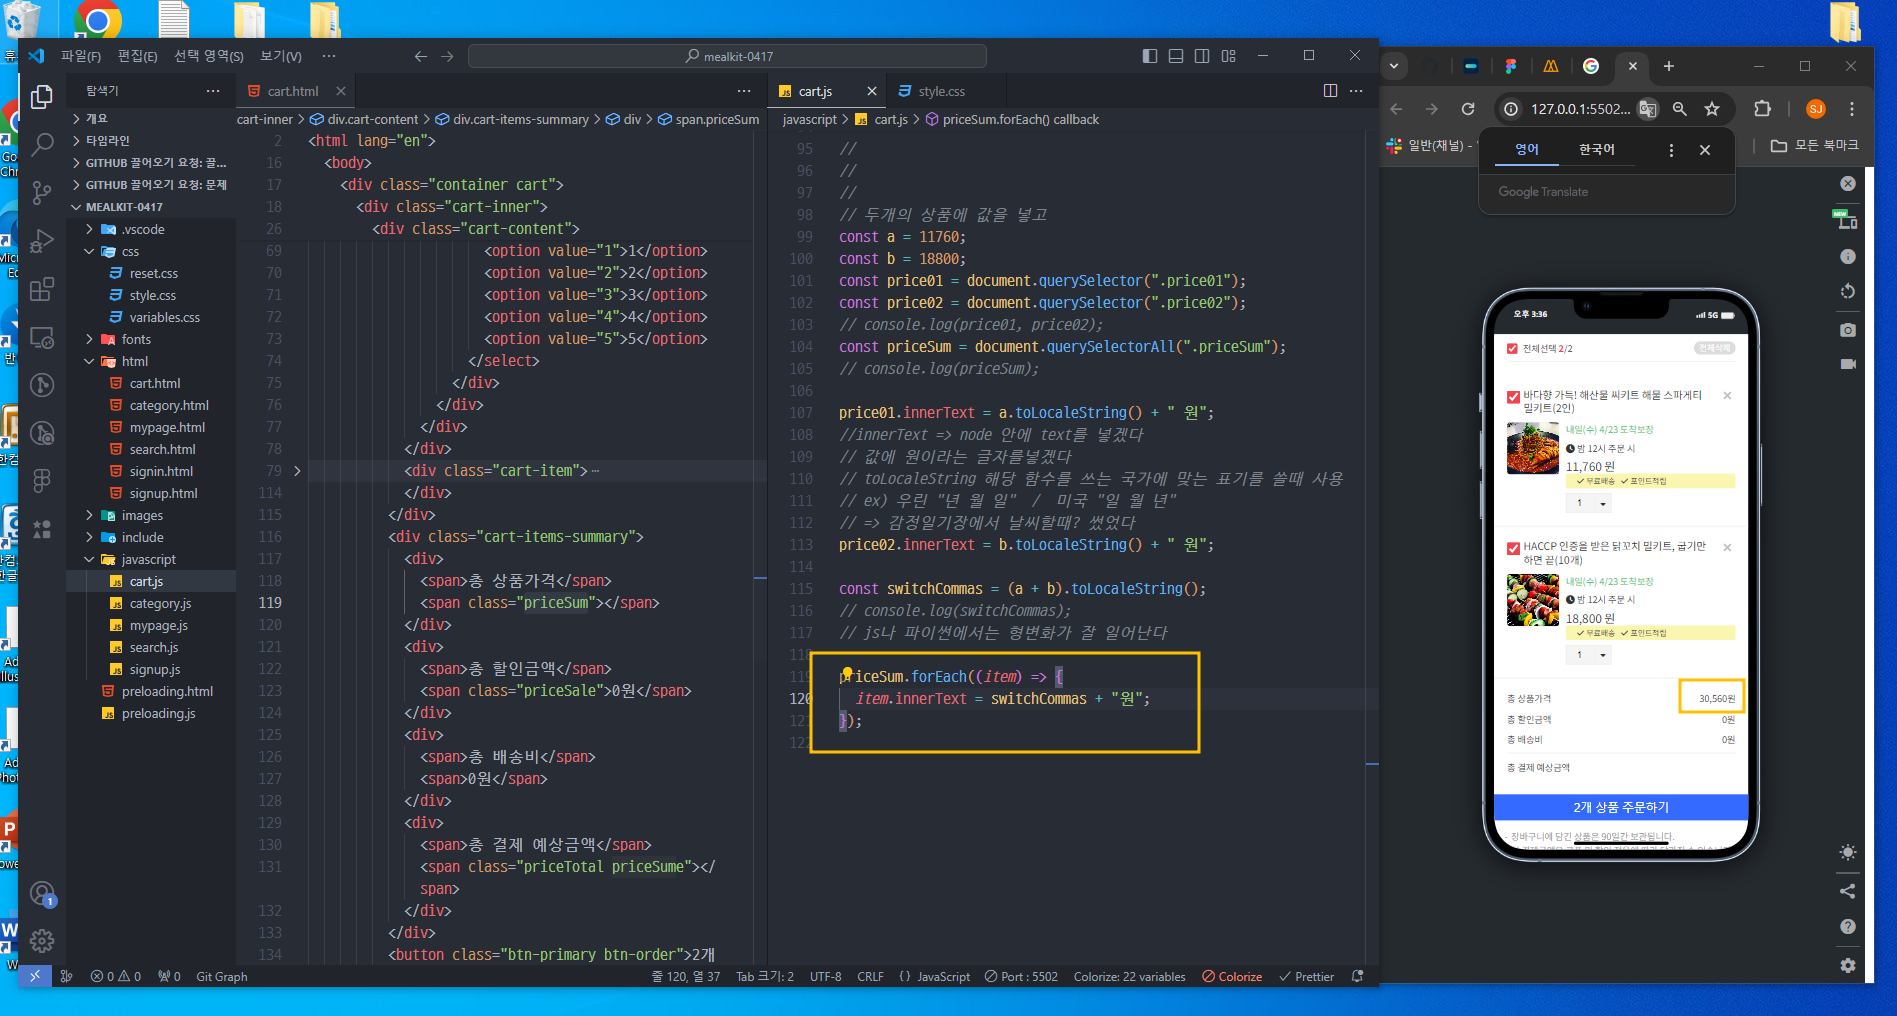 파일(F) 편집(E) 선택 영역(S) 보기(V) ···
mealkit-0417
탐색기 ···
개요
타임라인
GITHUB 끌어오기 요청: 끌...
GITHUB 끌어오기 요청: 문제
MEALKIT-0417
.vscode
css
reset.css
style.css
variables.css
fonts
html
cart.html
category.html
mypage.html
search.html
signin.html
signup.html
images
include
javascript
cart.js
category.js
mypage.js
search.js
signup.js
preloading.html
preloading.js
cart.html
cart-inner > div.cart-content > div.cart-items-summary > div > span.priceSum
2 <html lang="en">
16 <body>
17 <div class="container cart">
18 <div class="cart-inner">
26 <div class="cart-content">
69 <option value="1">1</option>
70 <option value="2">2</option>
71 <option value="3">3</option>
72 <option value="4">4</option>
73 <option value="5">5</option>
74 </select>
75 </div>
76 </div>
77 </div>
78 </div>
79 <div class="cart-item">···
114 </div>
115 </div>
116 <div class="cart-items-summary">
117 <div>
118 <span>총 상품가격</span>
119 <span class="priceSum"></span>
120 </div>
121 <div>
122 <span>총 할인금액</span>
123 <span class="priceSale">0원</span>
124 </div>
125 <div>
126 <span>총 배송비</span>
127 <span>0원</span>
128 </div>
129 <div>
130 <span>총 결제 예상금액</span>
131 <span class="priceTotal priceSume"></
span>
132 </div>
133 </div>
134 <button class="btn-primary btn-order">2개
cart.js
style.css
javascript > cart.js > priceSum.forEach() callback
95 //
96 //
97 //
98 // 두개의 상품에 값을 넣고
99 const a = 11760;
100 const b = 18800;
101 const price01 = document.querySelector(".price01");
102 const price02 = document.querySelector(".price02");
103 // console.log(price01, price02);
104 const priceSum = document.querySelectorAll(".priceSum");
105 // console.log(priceSum);
106
107 price01.innerText = a.toLocaleString() + " 원";
108 //innerText => node 안에 text를 넣겠다
109 // 값에 원이라는 글자를넣겠다
110 // toLocaleString 해당 함수를 쓰는 국가에 맞는 표기를 쓸때 사용
111 // ex) 우린 "년 월 일" / 미국 "일 월 년"
112 // => 감정일기장에서 날씨할때? 썼었다
113 price02.innerText = b.toLocaleString() + " 원";
114
115 const switchCommas = (a + b).toLocaleString();
116 // console.log(switchCommas);
117 // js나 파이썬에서는 형변화가 잘 일어난다
118
119 priceSum.forEach((item) => {
120 item.innerText = switchCommas + "원";
121 });
122
0 0 0 Git Graph 줄 120, 열 37 Tab 크기: 2 UTF-8 CRLF {} JavaScript Port : 5502 Colorize: 22 variables Colorize Prettier
1
127.0.0.1:5502... SJ
일반(채널) -
모든 북마크
영어 한국어
Google Translate
NEW
오후 3:36 5G
전체선택 2/2 전체삭제
바다향 가득! 해산물 씨키트 해물 스파게티
밀키트(2인)
내일(수) 4/23 도착보장
밤 12시 주문 시
11,760 원
무료배송 포인트적립
1
HACCP 인증을 받은 닭꼬치 밀키트, 굽기만
하면 끝(10개)
내일(수) 4/23 도착보장
밤 12시 주문 시
18,800 원
무료배송 포인트적립
1
총 상품가격 30,560원
총 할인금액 0원
총 배송비 0원
총 결제 예상금액
2개 상품 주문하기
- 장바구니에 담긴 상품은 90일간 보관됩니다.